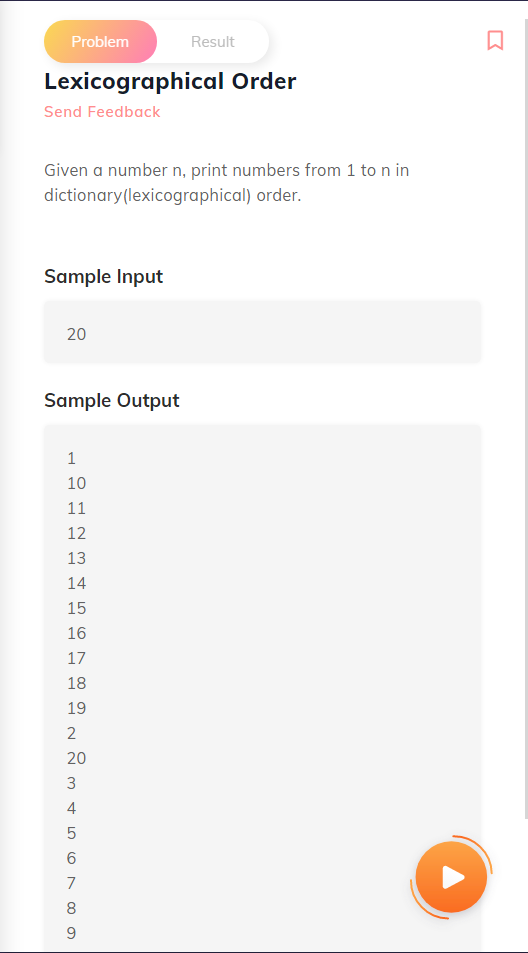 Problem
Result
Lexicographical Order
Send Feedback
Given a number n, print numbers from 1 to n in
dictionary(lexicographical) order.
Sample Input
20
Sample Output
1
10
11
12
13
14
15
16
17
18
19
2
20
3
4
5
6
7
8
9